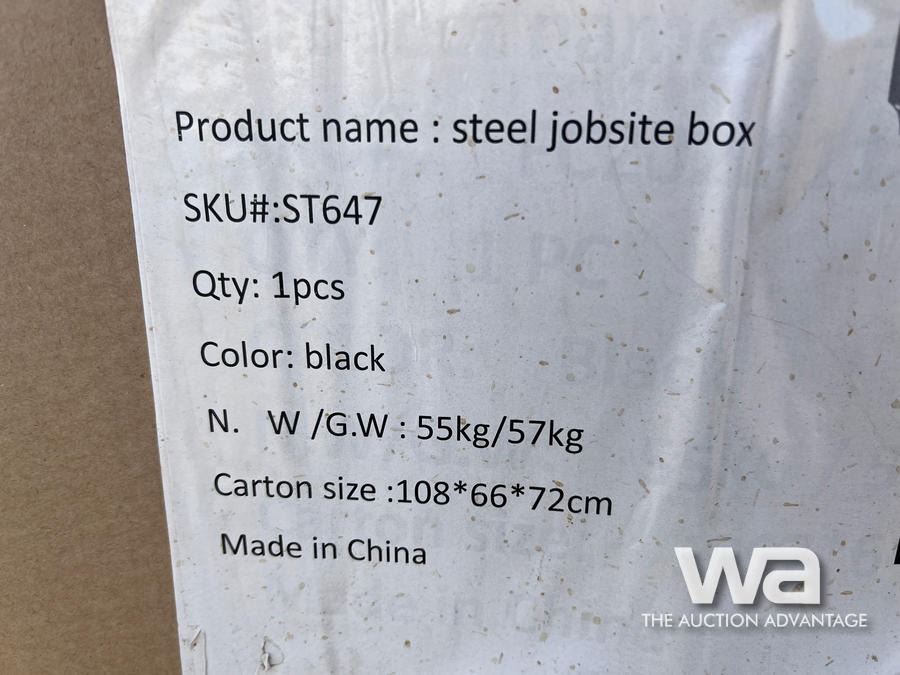 Product name : steel jobsite box
SKU#:ST647
Qty: 1pcs
Color: black
N.   W /G.W : 55kg/57kg
Carton size :108*66*72cm
Made in China
wa
THE AUCTION ADVANTAGE